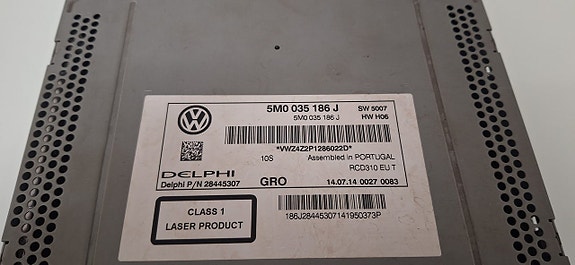 5M0 035 186 J SW 5007
5M0 035 186 J HW H06
*VWZ4Z2P1286022D*
10S Assembled in PORTUGAL
DELPHI RCD310 EU T
Delphi P/N 28445307 GRO 14.07.14 0027 0083
CLASS 1
LASER PRODUCT
186J28445307141950373P